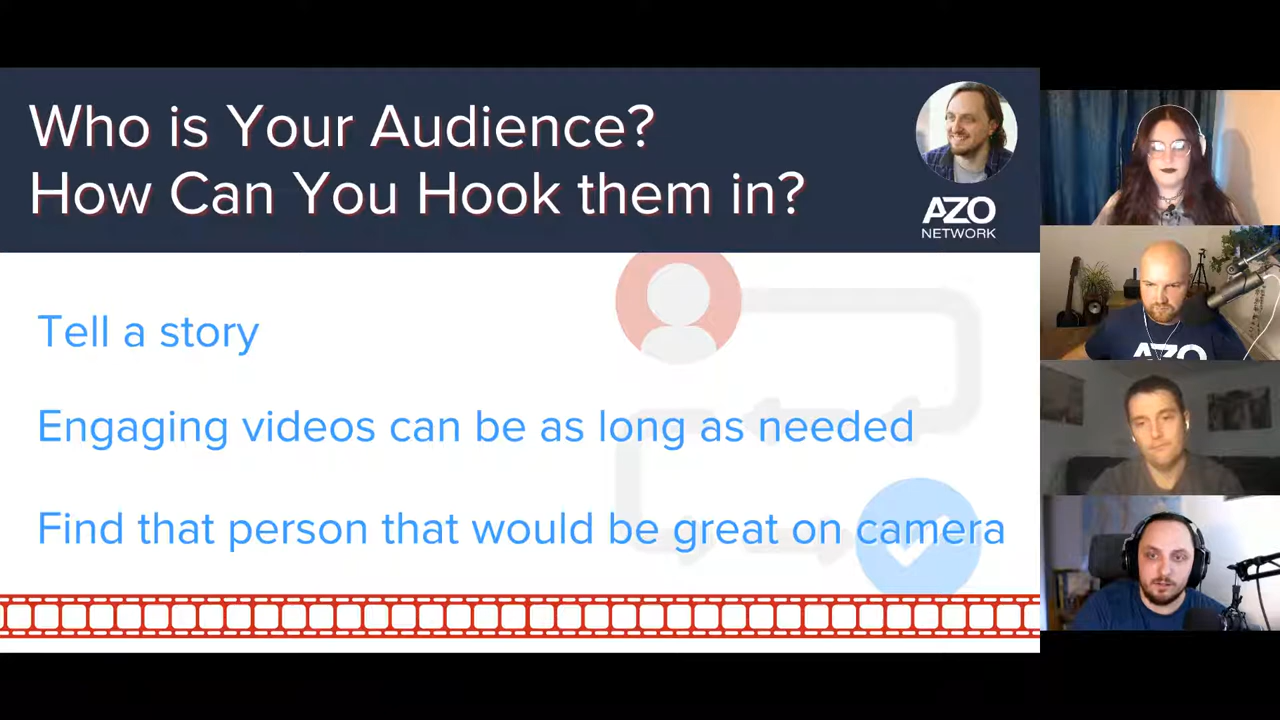 Who is Your Audience?
How Can You Hook them in?
AZO
NETWORK
Tell a story
Engaging videos can be as long as needed
Find that person that would be great on camera
AZO